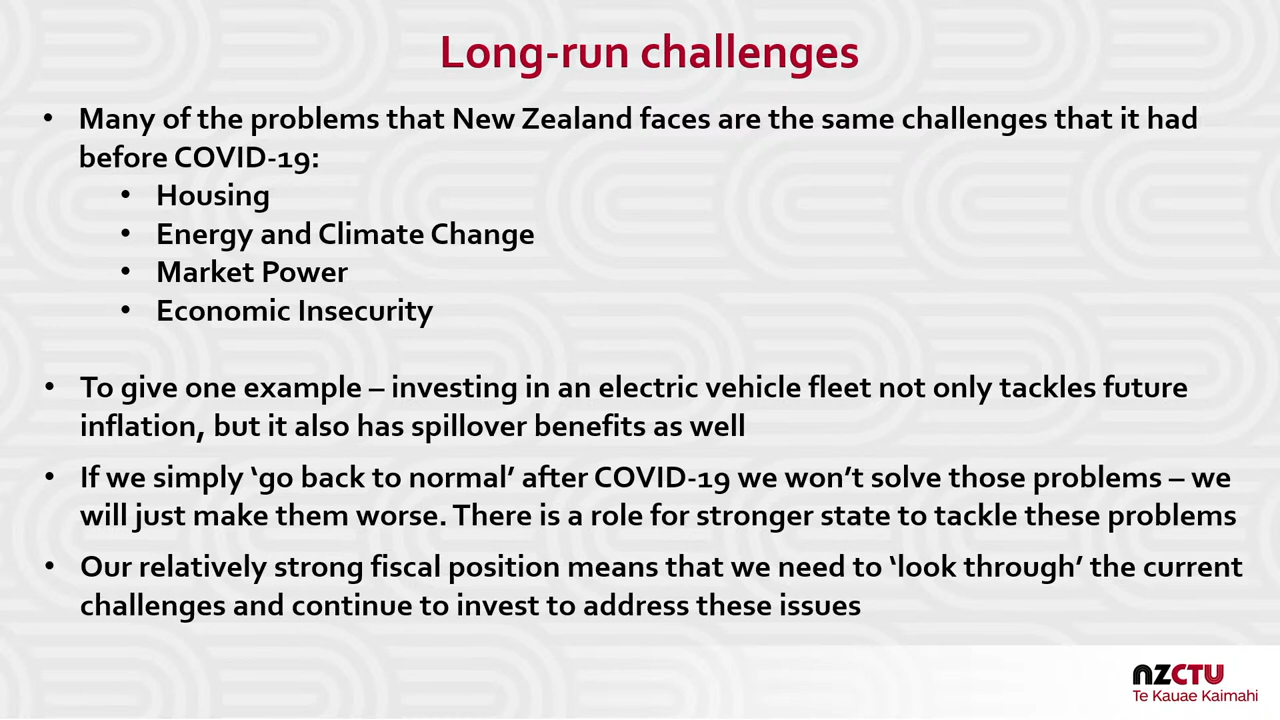 Long-run challenges
• Many of the problems that New Zealand faces are the same challenges that it had
before COVID-19:
• Housing
• Energy and Climate Change
• Market Power
• Economic Insecurity
• To give one example – investing in an electric vehicle fleet not only tackles future
inflation, but it also has spillover benefits as well
• If we simply ‘go back to normal’ after COVID-19 we won’t solve those problems – we
will just make them worse. There is a role for stronger state to tackle these problems
• Our relatively strong fiscal position means that we need to ‘look through’ the current
challenges and continue to invest to address these issues
NZCTU
Te Kauae Kaimahi